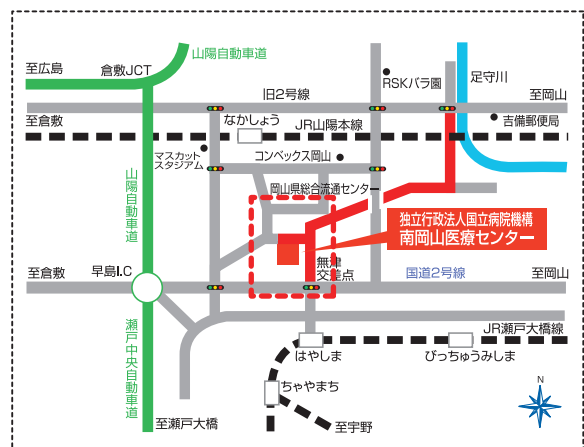 山陽自動車道
至広島
倉敷JCT
RSKバラ園
足守川
旧2号線
至岡山
至倉敷
なかしょう
JR山陽本線
吉備郵便局
マスカット
スタジアム
コンベックス岡山
岡山県総合流通センター
山陽自動車道
独立行政法人国立病院機構
南岡山医療センター
至倉敷
早島I.C
無津
交差点
国道2号線
至岡山
瀬戸中央自動車道
JR瀬戸大橋線
はやしま
びっちゅうみしま
ちゃやまち
至瀬戸大橋
至宇野
N